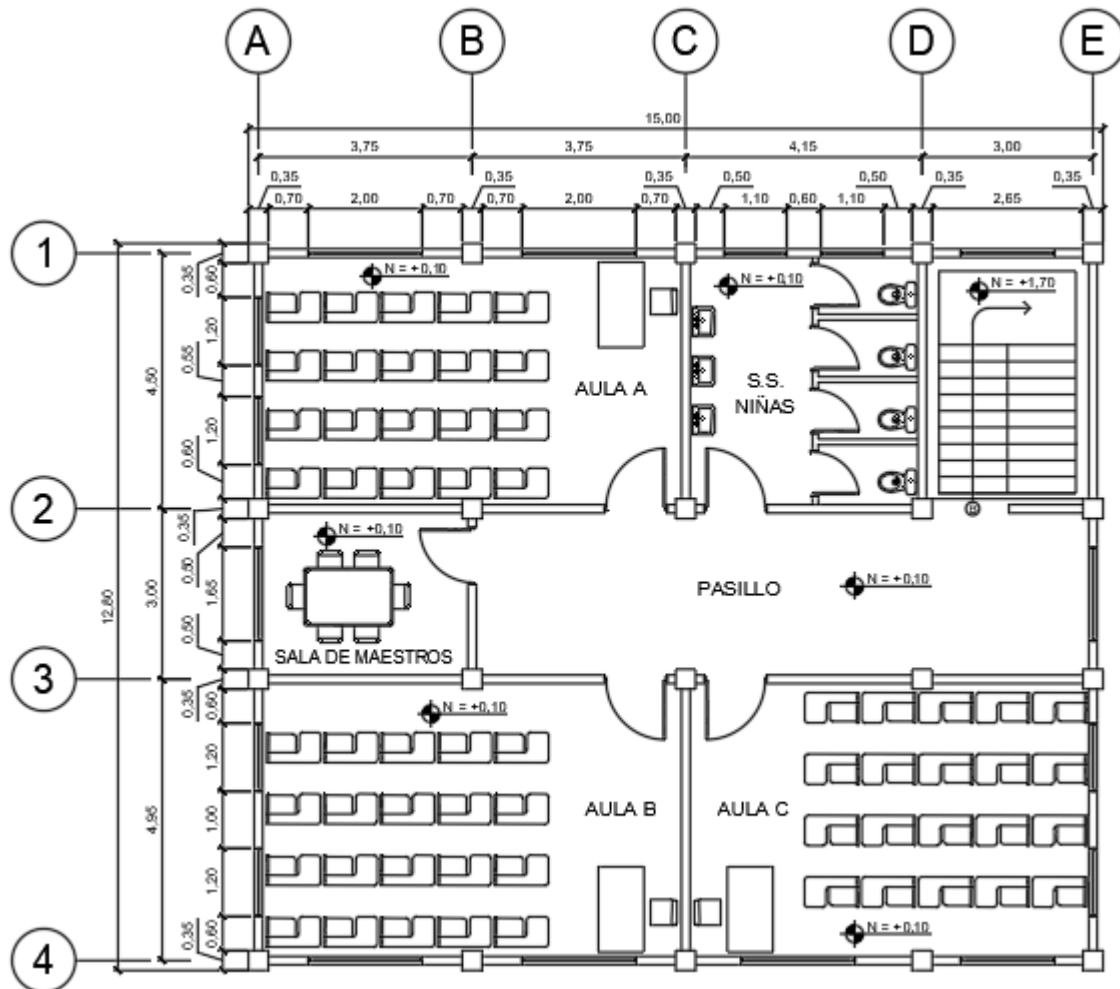 A B C D E
15,00
3,75 3,75 4,15 3,00
0,35 0,35 0,35 0,50 0,50 0,35 0,35
0,70 2,00 0,70 0,70 2,00 0,70 1,10 0,60 1,10 2,65
1
N = +0,10
N = +0,10
N = +1,70
0,35
0,60
1,20
0,55
1,20
0,60
4,50
AULA A
S.S.
NIÑAS
2
N = +0,10
0,35
0,50
1,65
0,50
3,00
12,80
PASILLO
N = +0,10
SALA DE MAESTROS
3
N = +0,10
0,35
0,60
1,20
1,00
1,20
0,60
0,35
4,95
AULA B
AULA C
N = +0,10
4